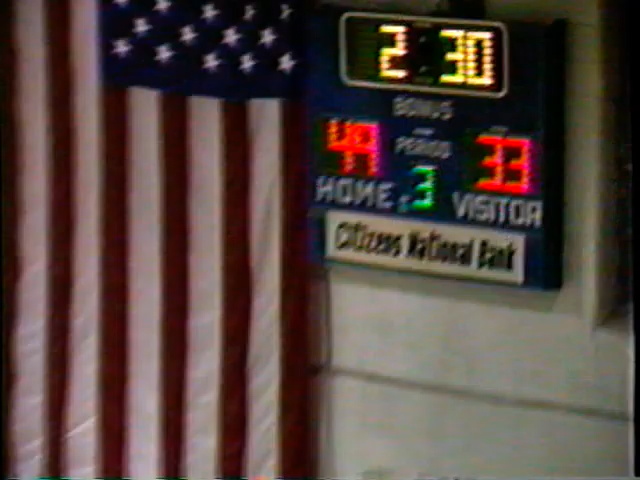 2:30
BONUS
49 PERIOD 33
HOME 3 VISITOR
Citizens National Bank